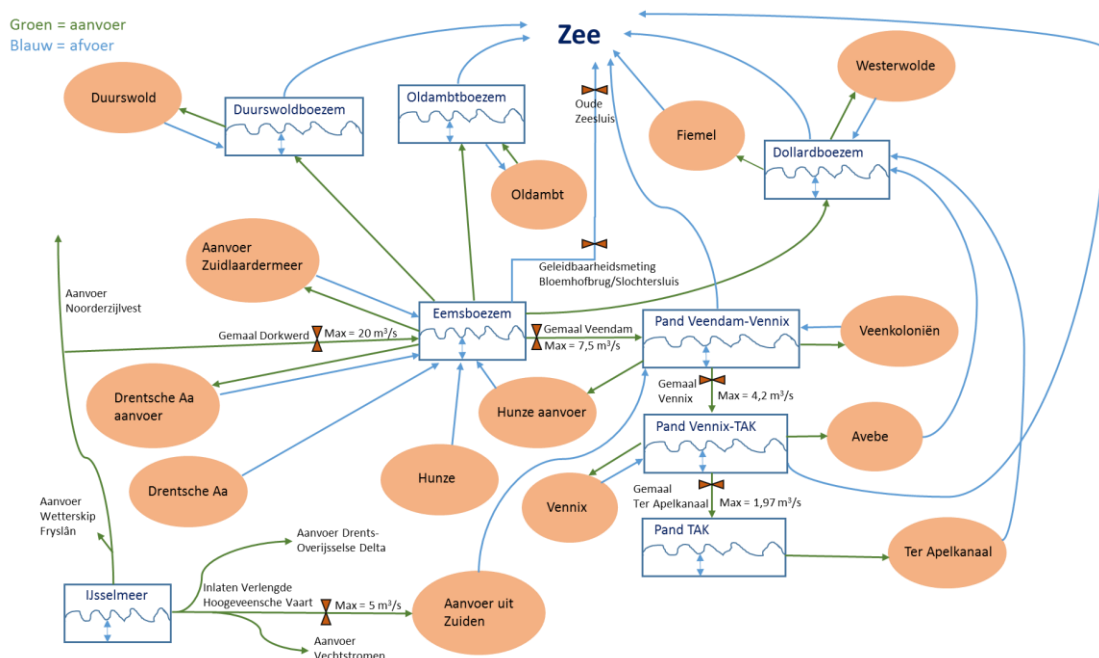 Groen = aanvoer
Blauw = afvoer
Zee
Westerwolde
Duurswold
Duurswoldboezem
Oldambtboezem
Oude
Zeesluis
Fiemel
Dollardboezem
Oldambt
Aanvoer
Zuidlaardermeer
Geleidbaarheidsmeting
Bloemhofbrug/Slochtersluis
Aanvoer
Noorderzijlvest
Eemsboezem
Gemaal Dorkwerd
Max = 20 m³/s
Gemaal Veendam
Max = 7,5 m³/s
Pand Veendam-Vennix
Veenkoloniën
Drentsche Aa
aanvoer
Hunze aanvoer
Gemaal
Vennix
Max = 4,2 m³/s
Pand Vennix-TAK
Avebe
Drentsche Aa
Hunze
Vennix
Gemaal
Ter Apelkanaal
Max = 1,97 m³/s
Pand TAK
Ter Apelkanaal
Aanvoer
Wetterskip
Fryslân
Aanvoer Drents-
Overijsselse Delta
IJsselmeer
Inlaten Verlengde
Hoogeveensche Vaart
Max = 5 m³/s
Aanvoer uit
Zuiden
Aanvoer
Vechtstromen